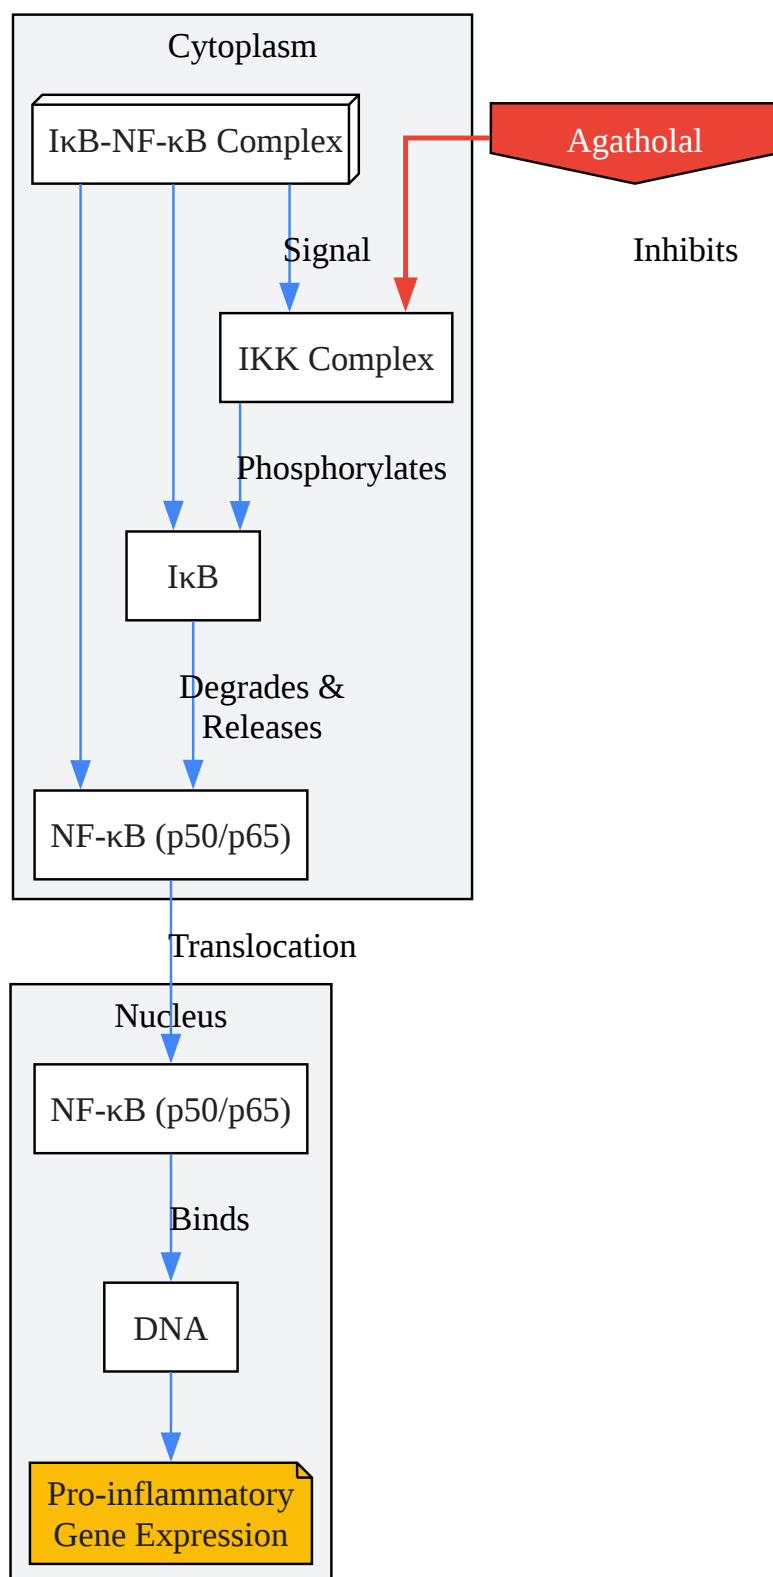 Cytoplasm
IκB-NF-κB Complex
Agatholal
Signal
Inhibits
IKK Complex
Phosphorylates
IκB
Degrades &
Releases
NF-κB (p50/p65)
Translocation
Nucleus
NF-κB (p50/p65)
Binds
DNA
Pro-inflammatory
Gene Expression